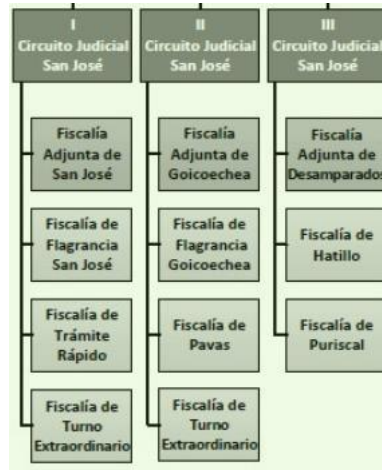 I
Circuito Judicial
San José
Fiscalía
Adjunta de
San José
Fiscalía de
Flagrancia
San José
Fiscalía de
Trámite
Rápido
Fiscalía de
Turno
Extraordinario
II
Circuito Judicial
San José
Fiscalía
Adjunta de
Goicoechea
Fiscalía de
Flagrancia
Goicoechea
Fiscalía de
Pavas
Fiscalía de
Turno
Extraordinario
III
Circuito Judicial
San José
Fiscalía
Adjunta de
Desamparados
Fiscalía de
Hatillo
Fiscalía de
Puriscal